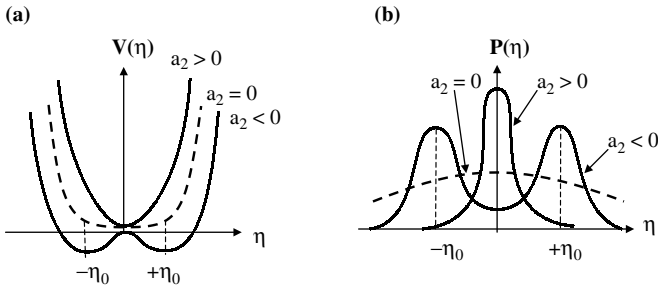 (a)
V(η)
a₂ > 0
a₂ = 0
a₂ < 0
η
−η₀
+η₀
(b)
P(η)
a₂ = 0
a₂ > 0
a₂ < 0
−η₀
+η₀
η